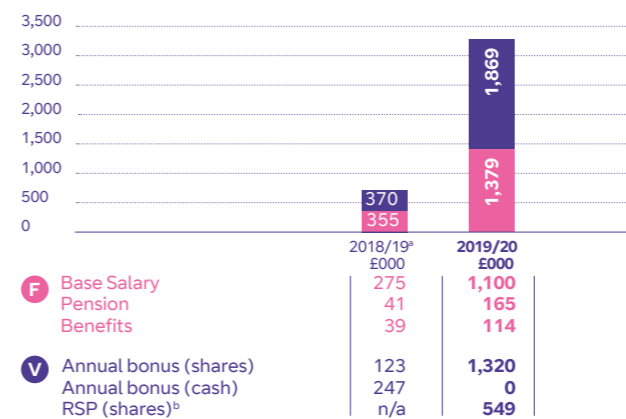 3,500
3,000
2,500
2,000
1,500
1,000
500
0
1,869
1,379
370
355
2018/19ᵃ 2019/20
£000 £000
F Base Salary 275 1,100
Pension 41 165
Benefits 39 114
V Annual bonus (shares) 123 1,320
Annual bonus (cash) 247 0
RSP (shares)ᵇ n/a 549